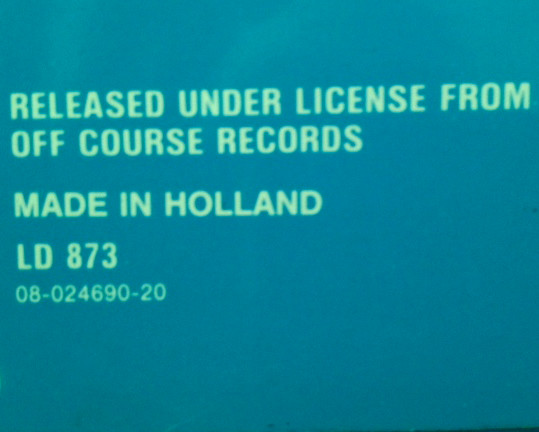 RELEASED UNDER LICENSE FROM
OFF COURSE RECORDS
MADE IN HOLLAND
LD 873
08-024690-20